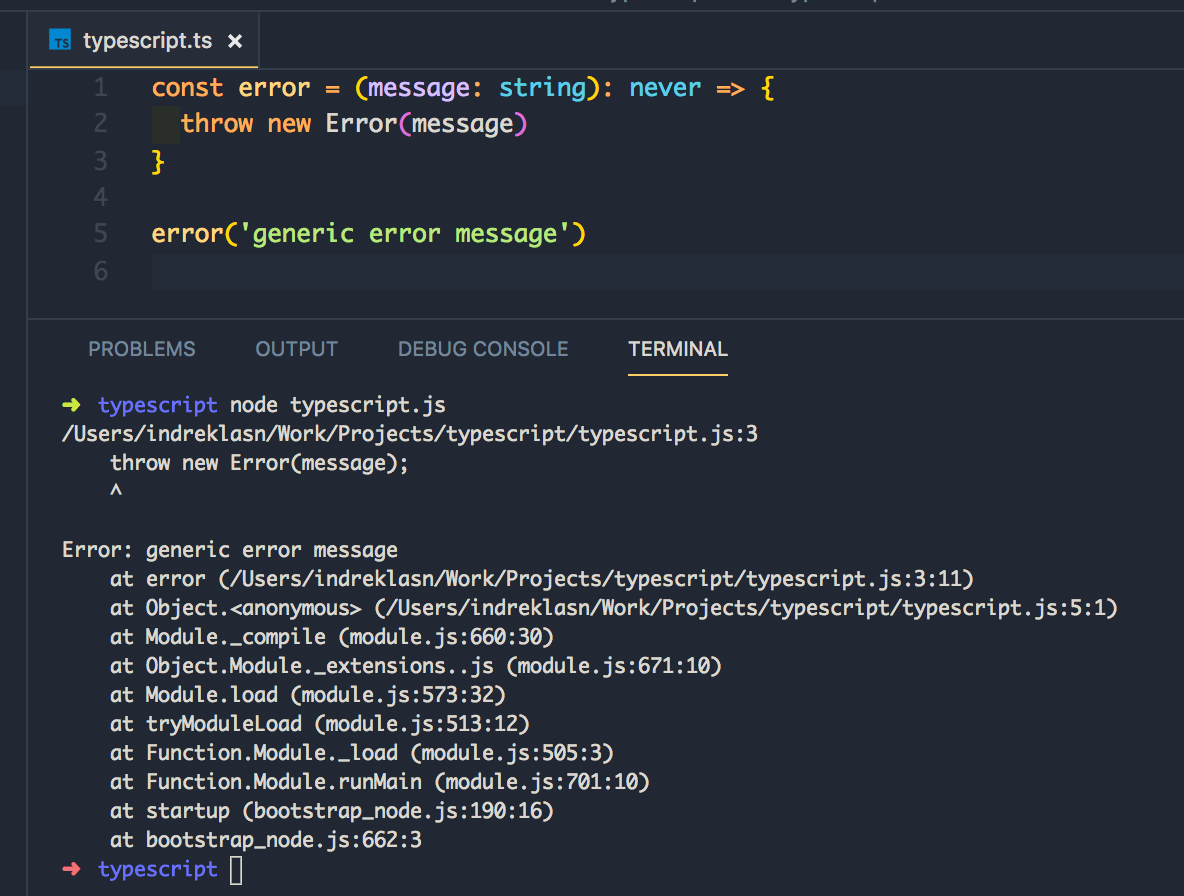 TS typescript.ts ×
1 const error = (message: string): never => {
2   throw new Error(message)
3 }
4
5 error('generic error message')
6
PROBLEMS OUTPUT DEBUG CONSOLE TERMINAL
➜ typescript node typescript.js
/Users/indreklasn/Work/Projects/typescript/typescript.js:3
    throw new Error(message);
    ^
Error: generic error message
    at error (/Users/indreklasn/Work/Projects/typescript/typescript.js:3:11)
    at Object.<anonymous> (/Users/indreklasn/Work/Projects/typescript/typescript.js:5:1)
    at Module._compile (module.js:660:30)
    at Object.Module._extensions..js (module.js:671:10)
    at Module.load (module.js:573:32)
    at tryModuleLoad (module.js:513:12)
    at Function.Module._load (module.js:505:3)
    at Function.Module.runMain (module.js:701:10)
    at startup (bootstrap_node.js:190:16)
    at bootstrap_node.js:662:3
➜ typescript